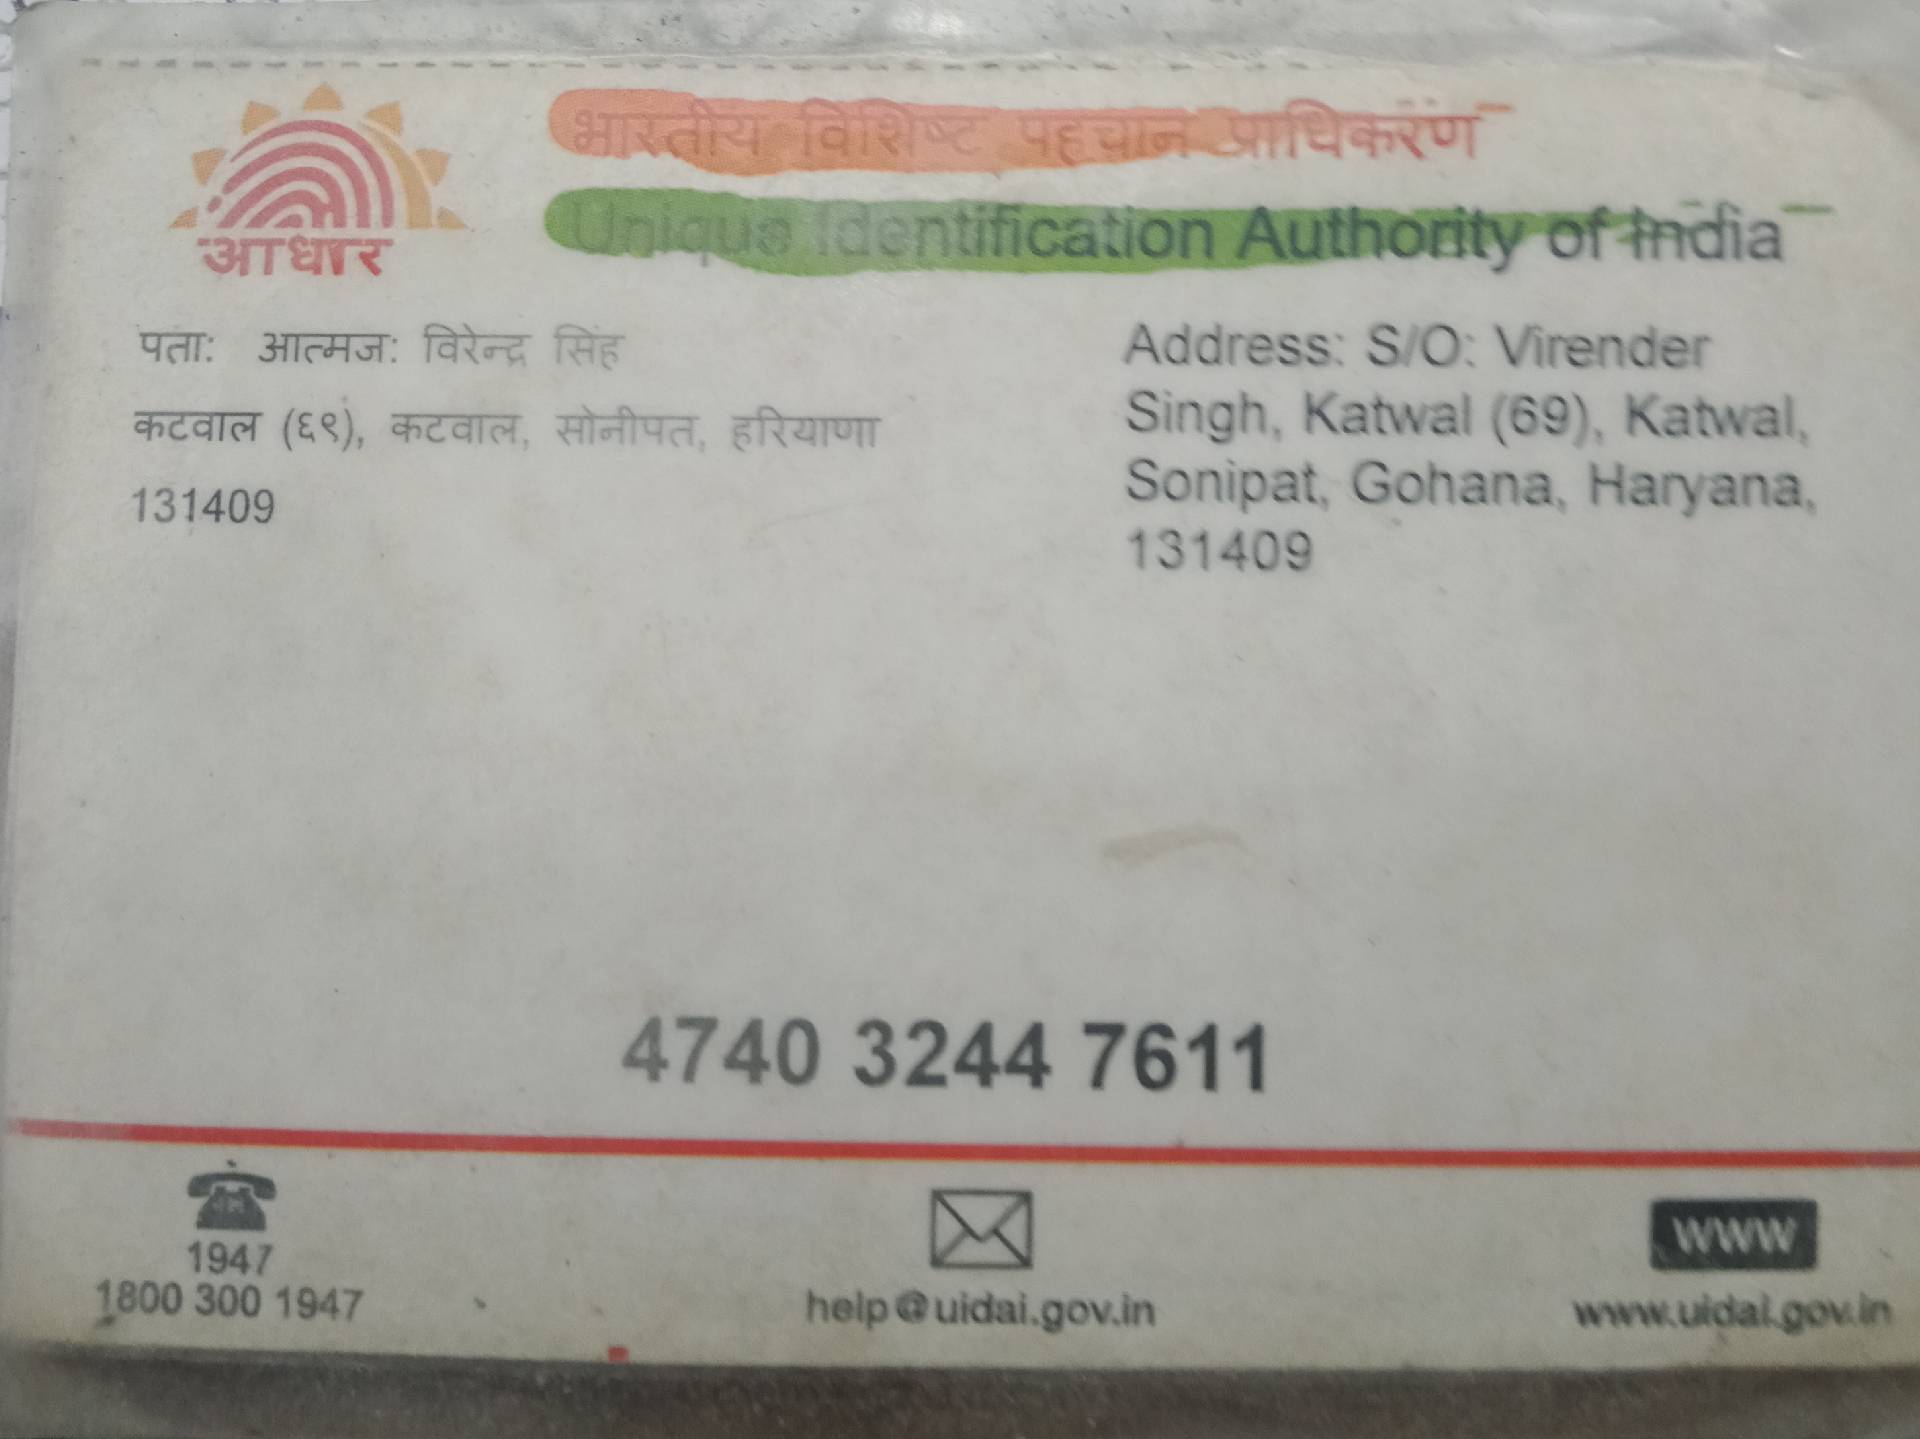 आधार
भारतीय विशिष्ट पहचान प्राधिकरण
Unique Identification Authority of India
पता: आत्मज: विरेन्द्र सिंह
कटवाल (६९), कटवाल, सोनीपत, हरियाणा
131409
Address: S/O: Virender
Singh, Katwal (69), Katwal,
Sonipat, Gohana, Haryana,
131409
4740 3244 7611
1947
1800 300 1947
help@uidai.gov.in
www
www.uidai.gov.in